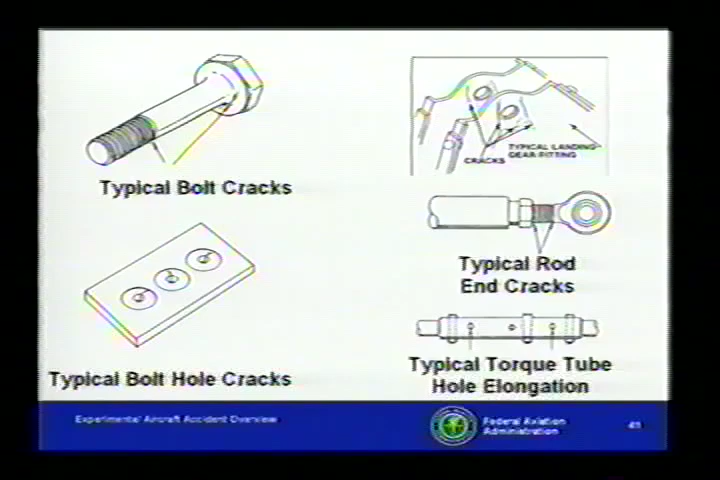 Typical Bolt Cracks
CRACKS
TYPICAL LANDING
GEAR FITTING
Typical Rod
End Cracks
Typical Bolt Hole Cracks
Typical Torque Tube
Hole Elongation
Experimental Aircraft Accident Overview
Federal Aviation
Administration
41